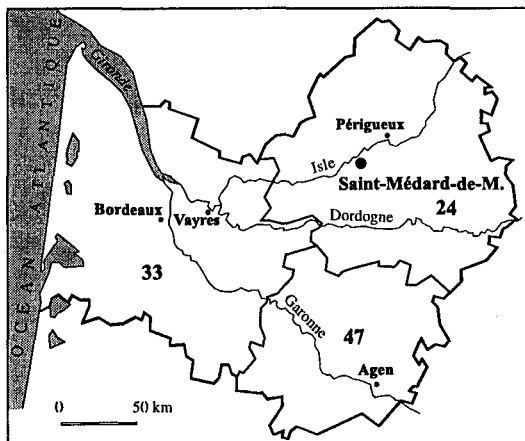 OCEAN ATLANTIQUE
Gironde
Périgueux
Isle
Saint-Médard-de-M.
24
Dordogne
Bordeaux
Vayres
33
Garonne
47
Agen
0 50 km